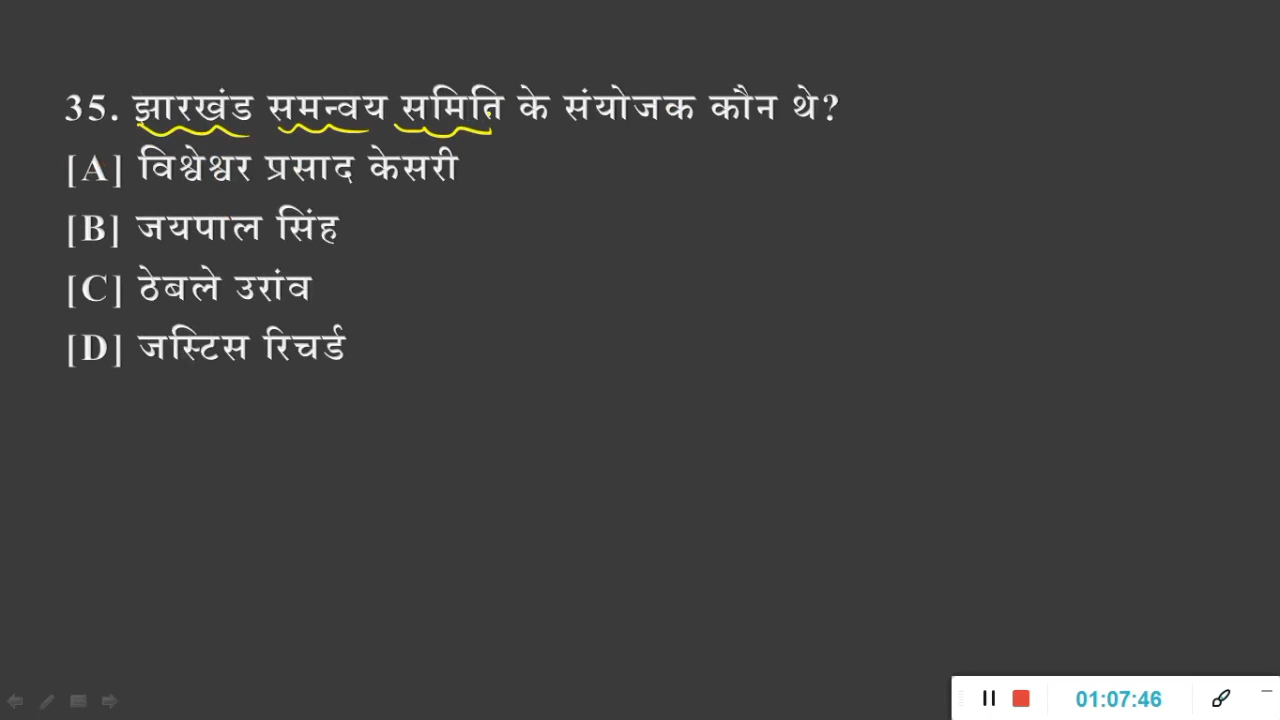 35. झारखंड समन्वय समिति के संयोजक कौन थे?
[A] विश्वेश्वर प्रसाद केसरी
[B] जयपाल सिंह
[C] ठेबले उरांव
[D] जस्टिस रिचर्ड
01:07:46